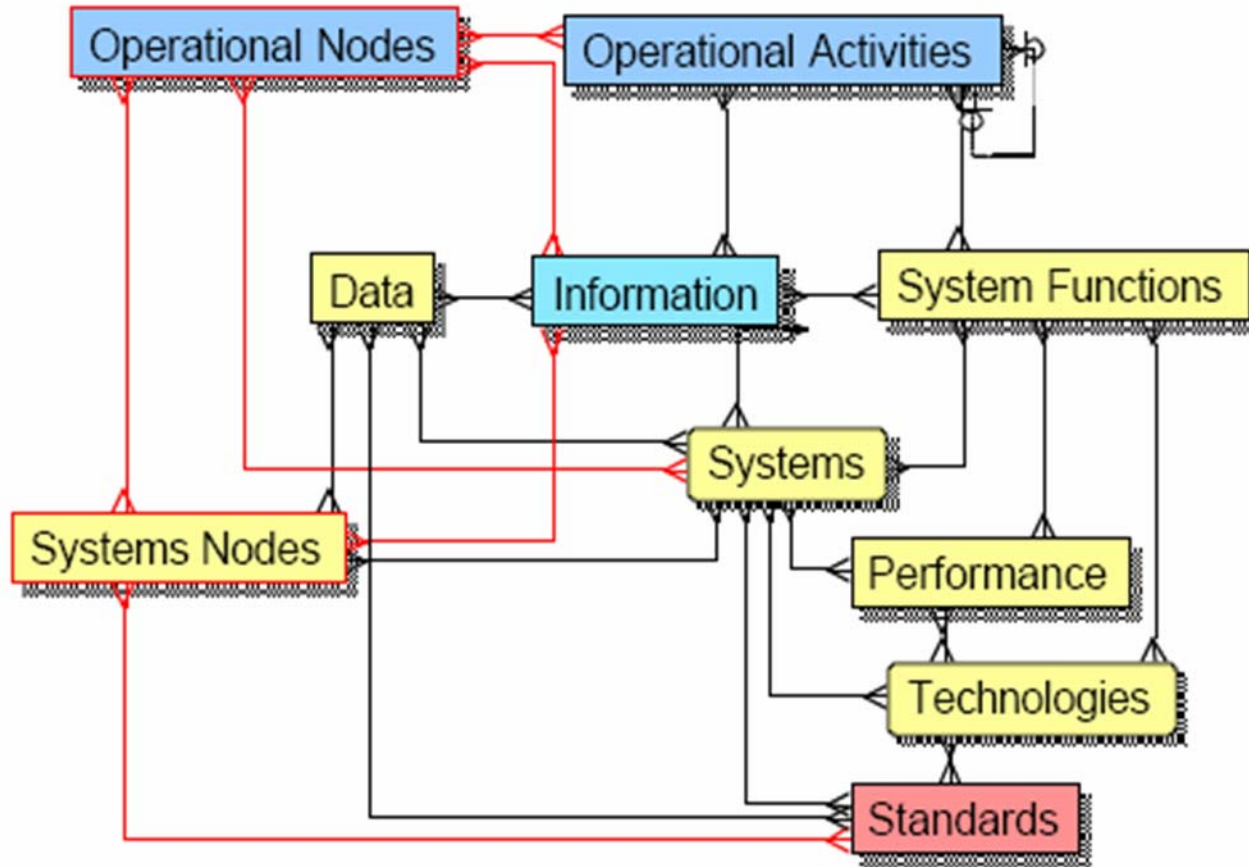 Operational Nodes
Operational Activities
Data
Information
System Functions
Systems
Systems Nodes
Performance
Technologies
Standards